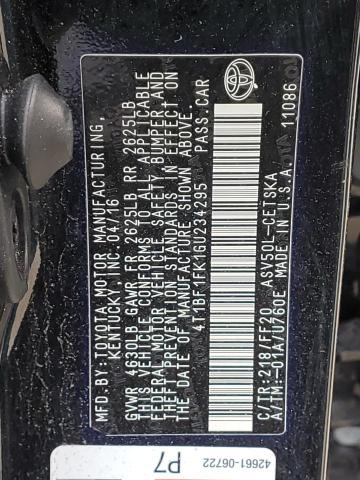 MFD.BY:TOYOTA MOTOR MANUFACTURING,
KENTUCKY, INC. 04/16
GVWR 4630LB GAWR FR 2625LB RR 2625LB
THIS VEHICLE CONFORMS TO ALL APPLICABLE
FEDERAL MOTOR VEHICLE SAFETY, BUMPER AND
THEFT PREVENTION STANDARDS IN EFFECT ON
THE DATE OF MANUFACTURE SHOWN ABOVE.
4T1BF1FK1GU234285 PASS.CAR
C/TR:218/FF20 ASV50L-CETSKA
A/TM:-01A/U760E MADE IN U.S.A. 11086
42661-06722
P7